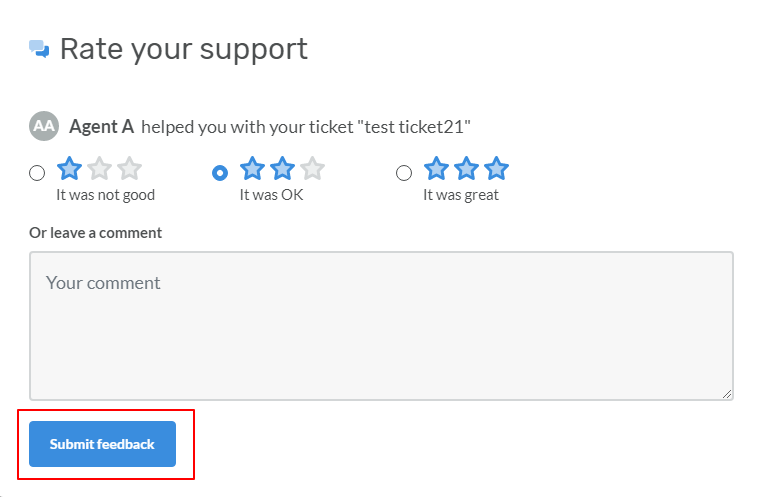 Rate your support
AA Agent A helped you with your ticket "test ticket21"
It was not good It was OK It was great
Or leave a comment
Your comment
Submit feedback